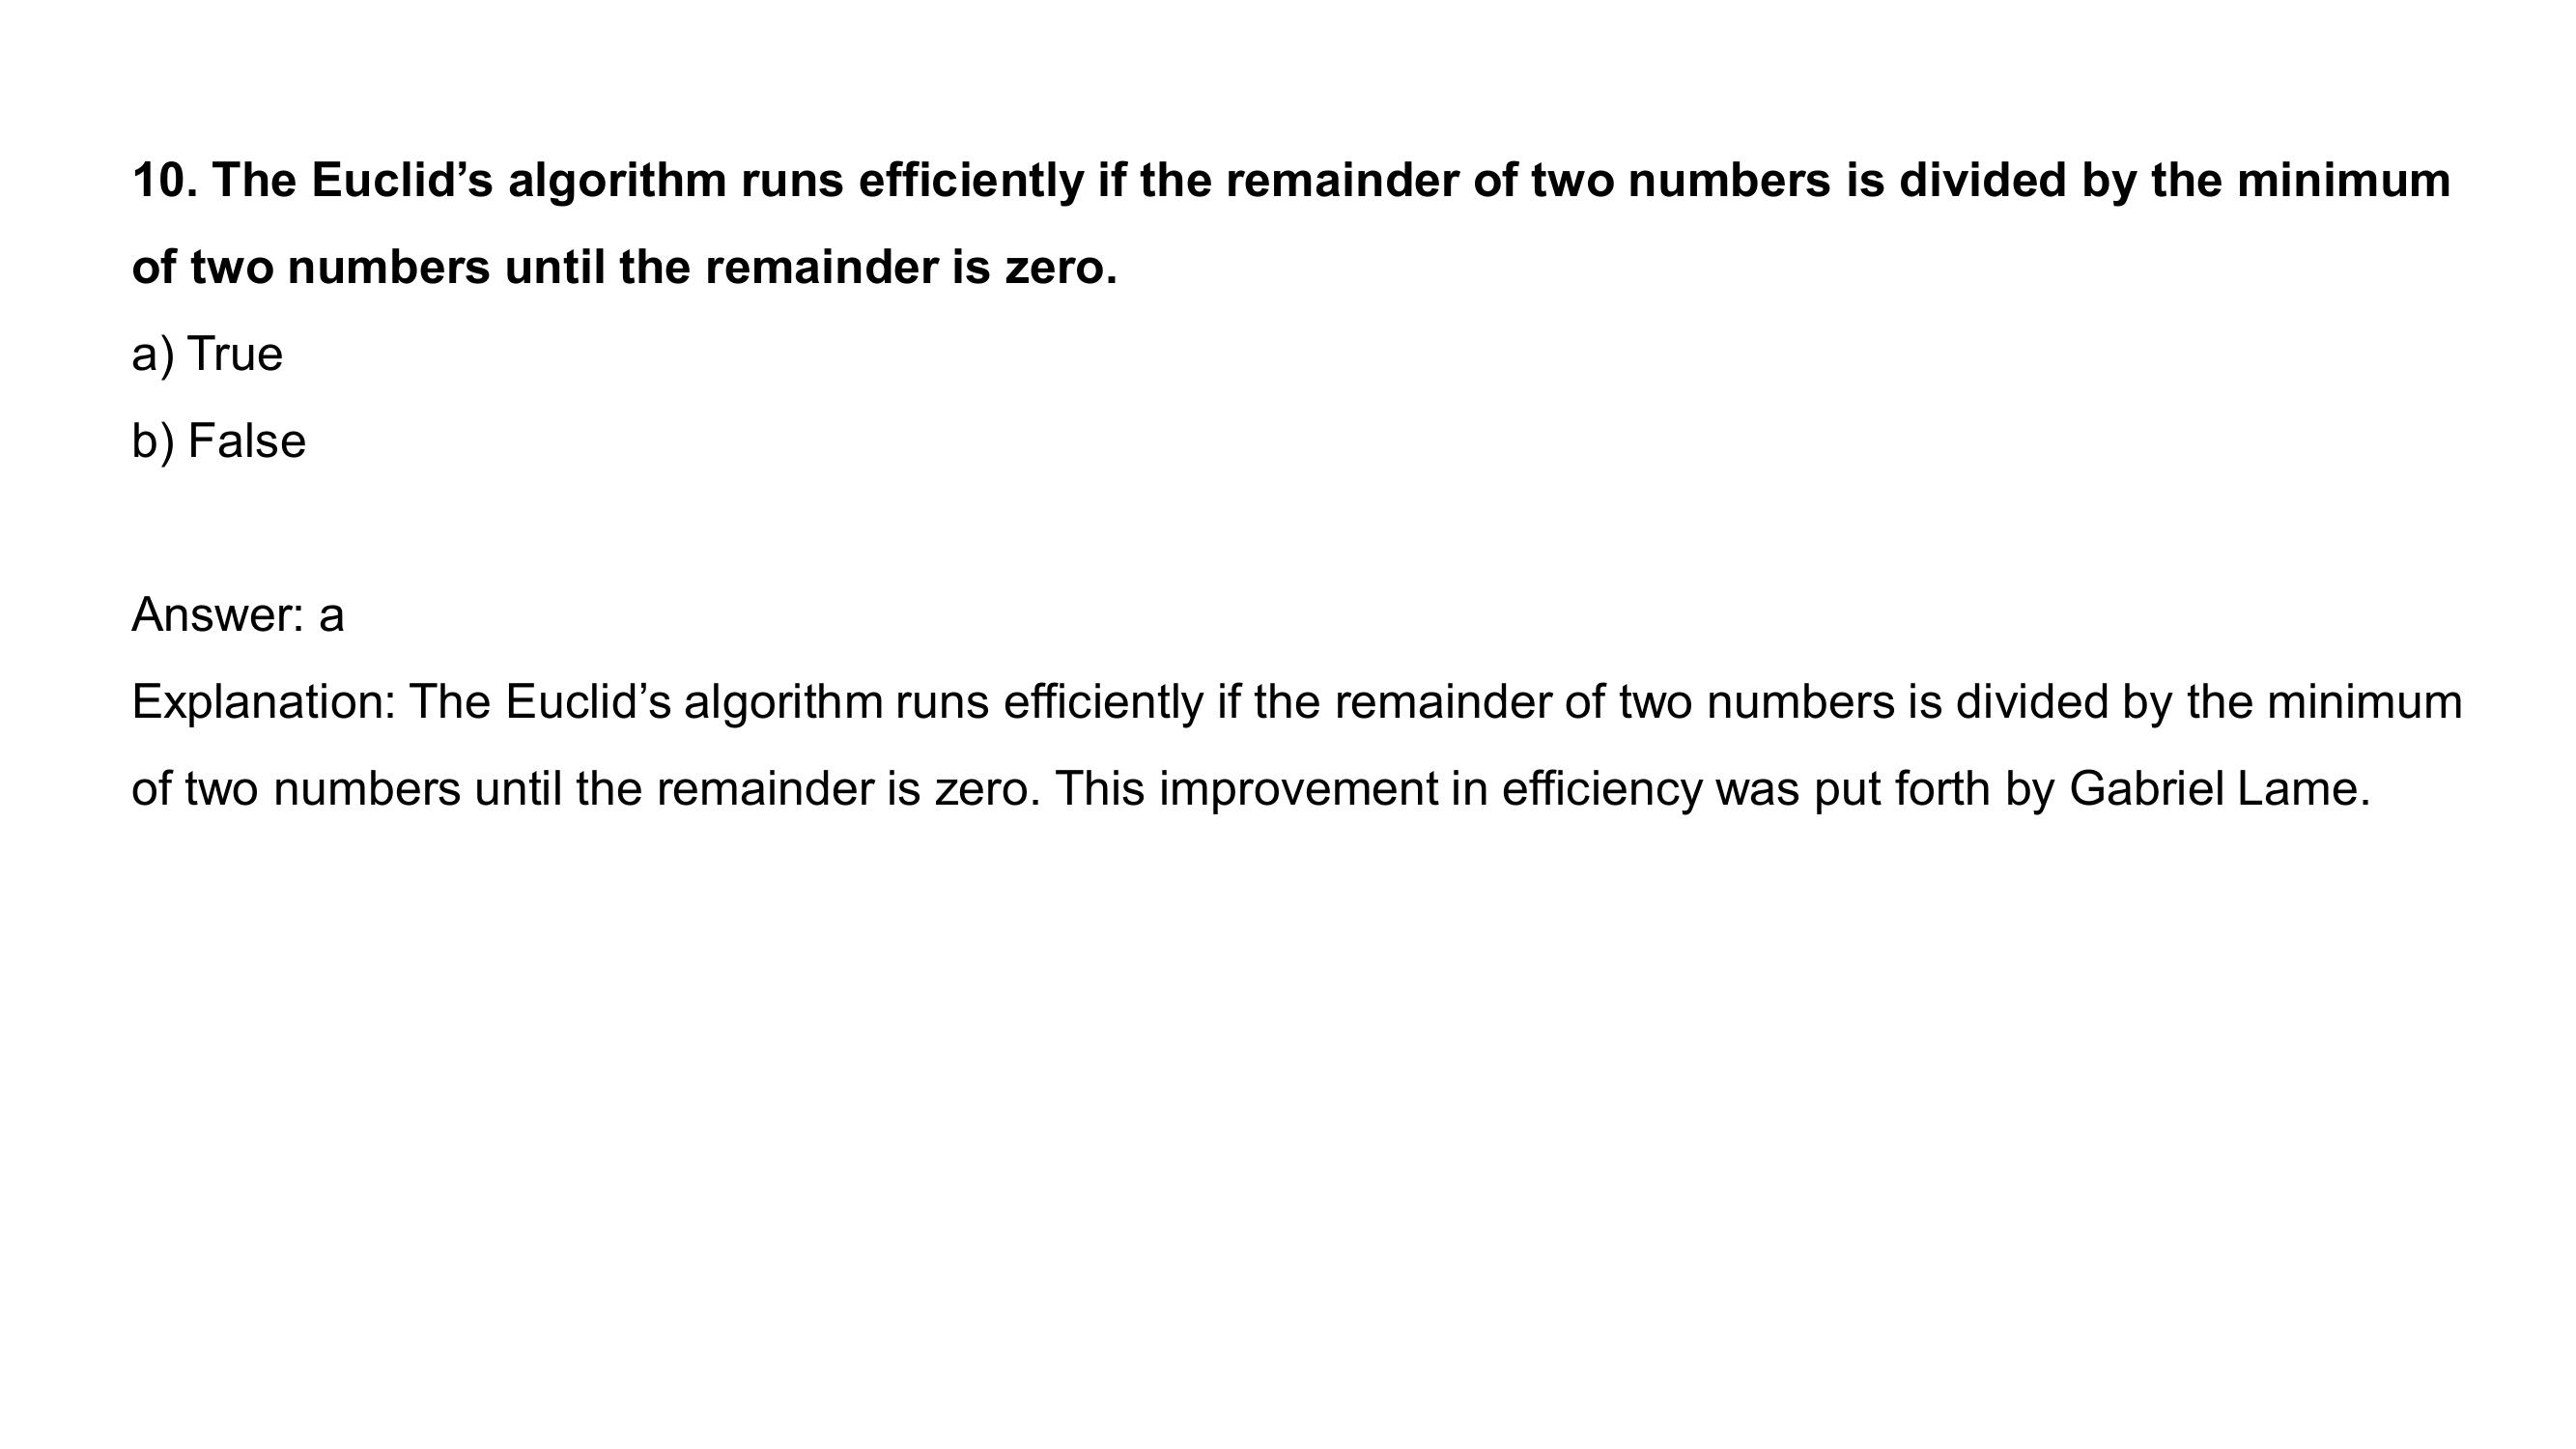 10. The Euclid’s algorithm runs efficiently if the remainder of two numbers is divided by the minimum
of two numbers until the remainder is zero.
a) True
b) False
Answer: a
Explanation: The Euclid’s algorithm runs efficiently if the remainder of two numbers is divided by the minimum
of two numbers until the remainder is zero. This improvement in efficiency was put forth by Gabriel Lame.